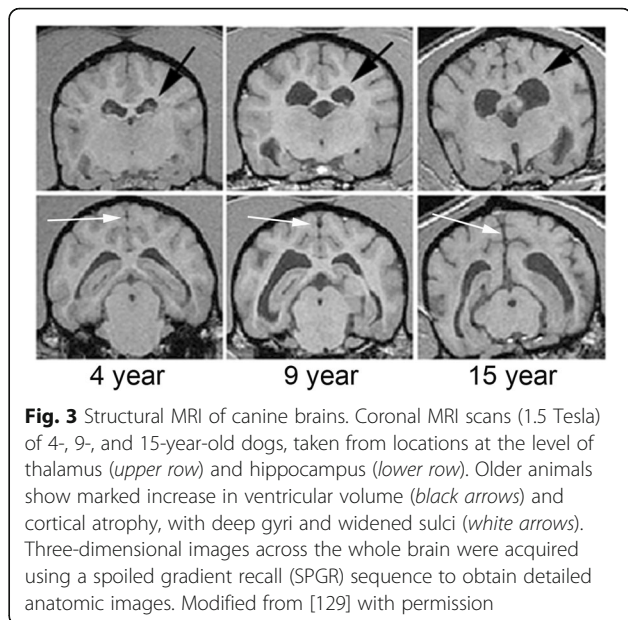 4 year 9 year 15 year
Fig. 3 Structural MRI of canine brains. Coronal MRI scans (1.5 Tesla)
of 4-, 9-, and 15-year-old dogs, taken from locations at the level of
thalamus (upper row) and hippocampus (lower row). Older animals
show marked increase in ventricular volume (black arrows) and
cortical atrophy, with deep gyri and widened sulci (white arrows).
Three-dimensional images across the whole brain were acquired
using a spoiled gradient recall (SPGR) sequence to obtain detailed
anatomic images. Modified from [129] with permission